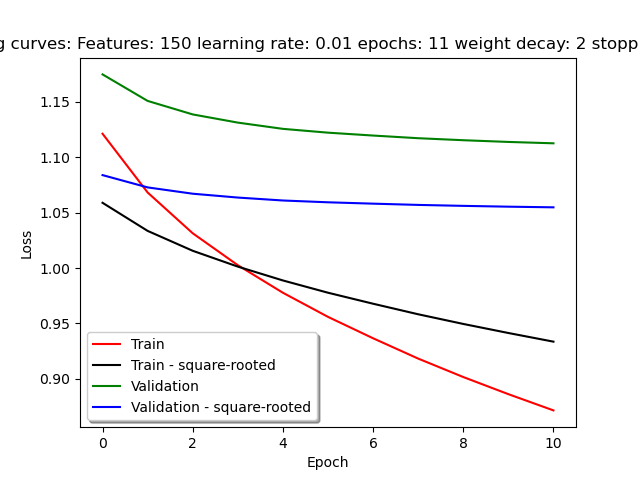 curves: Features: 150 learning rate: 0.01 epochs: 11 weight decay: 2
1.15
1.10
1.05
1.00
0.95
0.90
Loss
Train
Train - square-rooted
Validation
Validation - square-rooted
0 2 4 6 8 10
Epoch